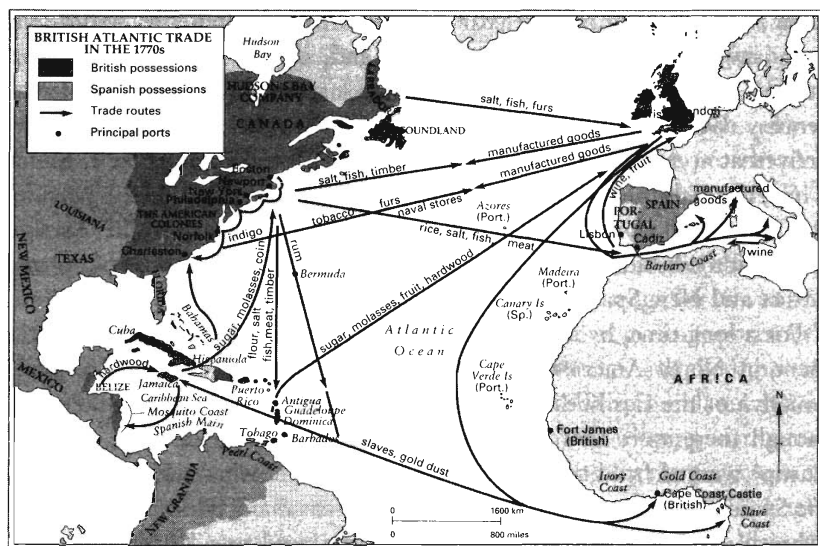 BRITISH ATLANTIC TRADE
IN THE 1770s
British possessions
Spanish possessions
Trade routes
Principal ports
Hudson
Bay
HUDSON'S BAY
COMPANY
CANADA
salt, fish, furs
manufactured goods
manufactured goods
salt, fish, timber
Boston
Newport
New York
Philadelphia
THE AMERICAN
COLONIES
Norfolk
Charleston
LOUISIANA
TEXAS
NEW MEXICO
MEXICO
indigo
tobacco
furs
naval stores
rice, salt, fish, meat
wine, fruit
SPAIN
POR-
TUGAL
Lisbon
Cadiz
manufactured
goods
wine
Barbary Coast
Azores
(Port.)
Madeira
(Port.)
Canary Is
(Sp.)
Cape
Verde Is
(Port.)
Atlantic
Ocean
AFRICA
N
rum
Bermuda
sugar, molasses, coin
flour, salt
fish, meat, timber
sugar, molasses, fruit, hardwood
Bahamas
Cuba
Hispaniola
hardwood
BELIZE
Jamaica
Caribbean Sea
Mosquito Coast
Spanish Main
Puerto
Rico
Antigua
Guadeloupe
Dominica
Tobago
Barbados
Pearl Coast
NEW GRANADA
slaves, gold dust
Fort James
(British)
Ivory
Coast
Gold Coast
Cape Coast Castle
(British)
Slave
Coast
0
1600 km
0
800 miles